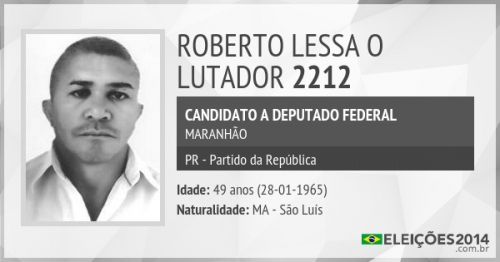 ROBERTO LESSA O
LUTADOR 2212
CANDIDATO A DEPUTADO FEDERAL
MARANHÃO
PR - Partido da República
Idade: 49 anos (28-01-1965)
Naturalidade: MA - São Luís
ELEIÇÕES2014
.com.br